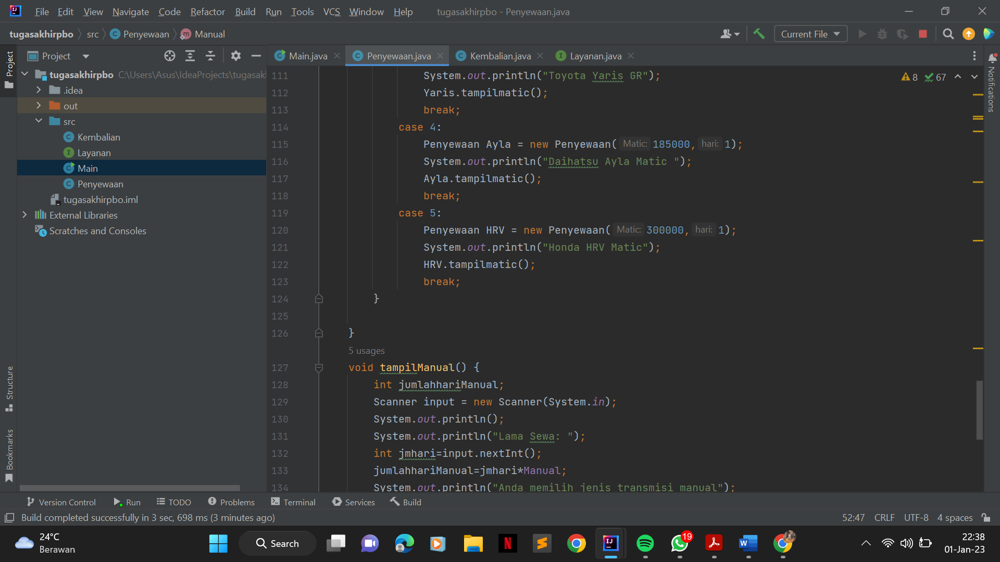 File Edit View Navigate Code Refactor Build Run Tools VCS Window Help tugasakhirpbo - Penyewaan.java
tugasakhirpbo src Penyewaan Manual Current File
Project
Project
Main.java Penyewaan.java Kembalian.java Layanan.java
tugasakhirpbo C:\Users\Asus\IdeaProjects\tugasakl
.idea
out
src
Kembalian
Layanan
Main
Penyewaan
tugasakhirpbo.iml
External Libraries
Scratches and Consoles
8 67
Notifications
111 System.out.println("Toyota Yaris GR");
112 Yaris.tampilmatic();
113 break;
114 case 4:
115 Penyewaan Ayla = new Penyewaan( Matic: 185000, hari: 1);
116 System.out.println("Daihatsu Ayla Matic ");
117 Ayla.tampilmatic();
118 break;
119 case 5:
120 Penyewaan HRV = new Penyewaan( Matic: 300000, hari: 1);
121 System.out.println("Honda HRV Matic");
122 HRV.tampilmatic();
123 break;
124 }
125
126 }
5 usages
127 void tampilManual() {
128 int jumlahhariManual;
129 Scanner input = new Scanner(System.in);
130 System.out.println();
131 System.out.println("Lama Sewa: ");
132 int jmhari=input.nextInt();
133 jumlahhariManual=jmhari*Manual;
134 System.out.println("Anda memilih jenis transmisi manual");
Structure
Bookmarks
Version Control Run TODO Problems Terminal Services Build
Build completed successfully in 3 sec, 698 ms (3 minutes ago) 52:47 CRLF UTF-8 4 spaces
24°C
Berawan
Search
19
22:38
01-Jan-23